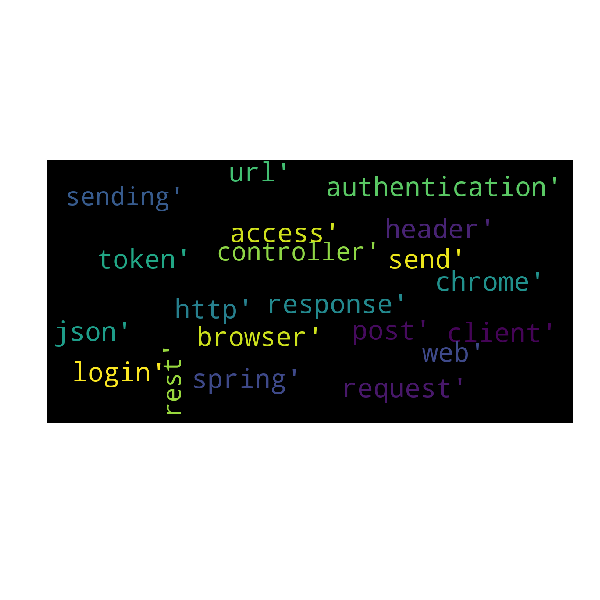 url'
authentication'
sending'
access'
header'
controller'
token'
send'
chrome'
http'
response'
json'
browser'
post'
client'
web'
login'
rest'
spring'
request'